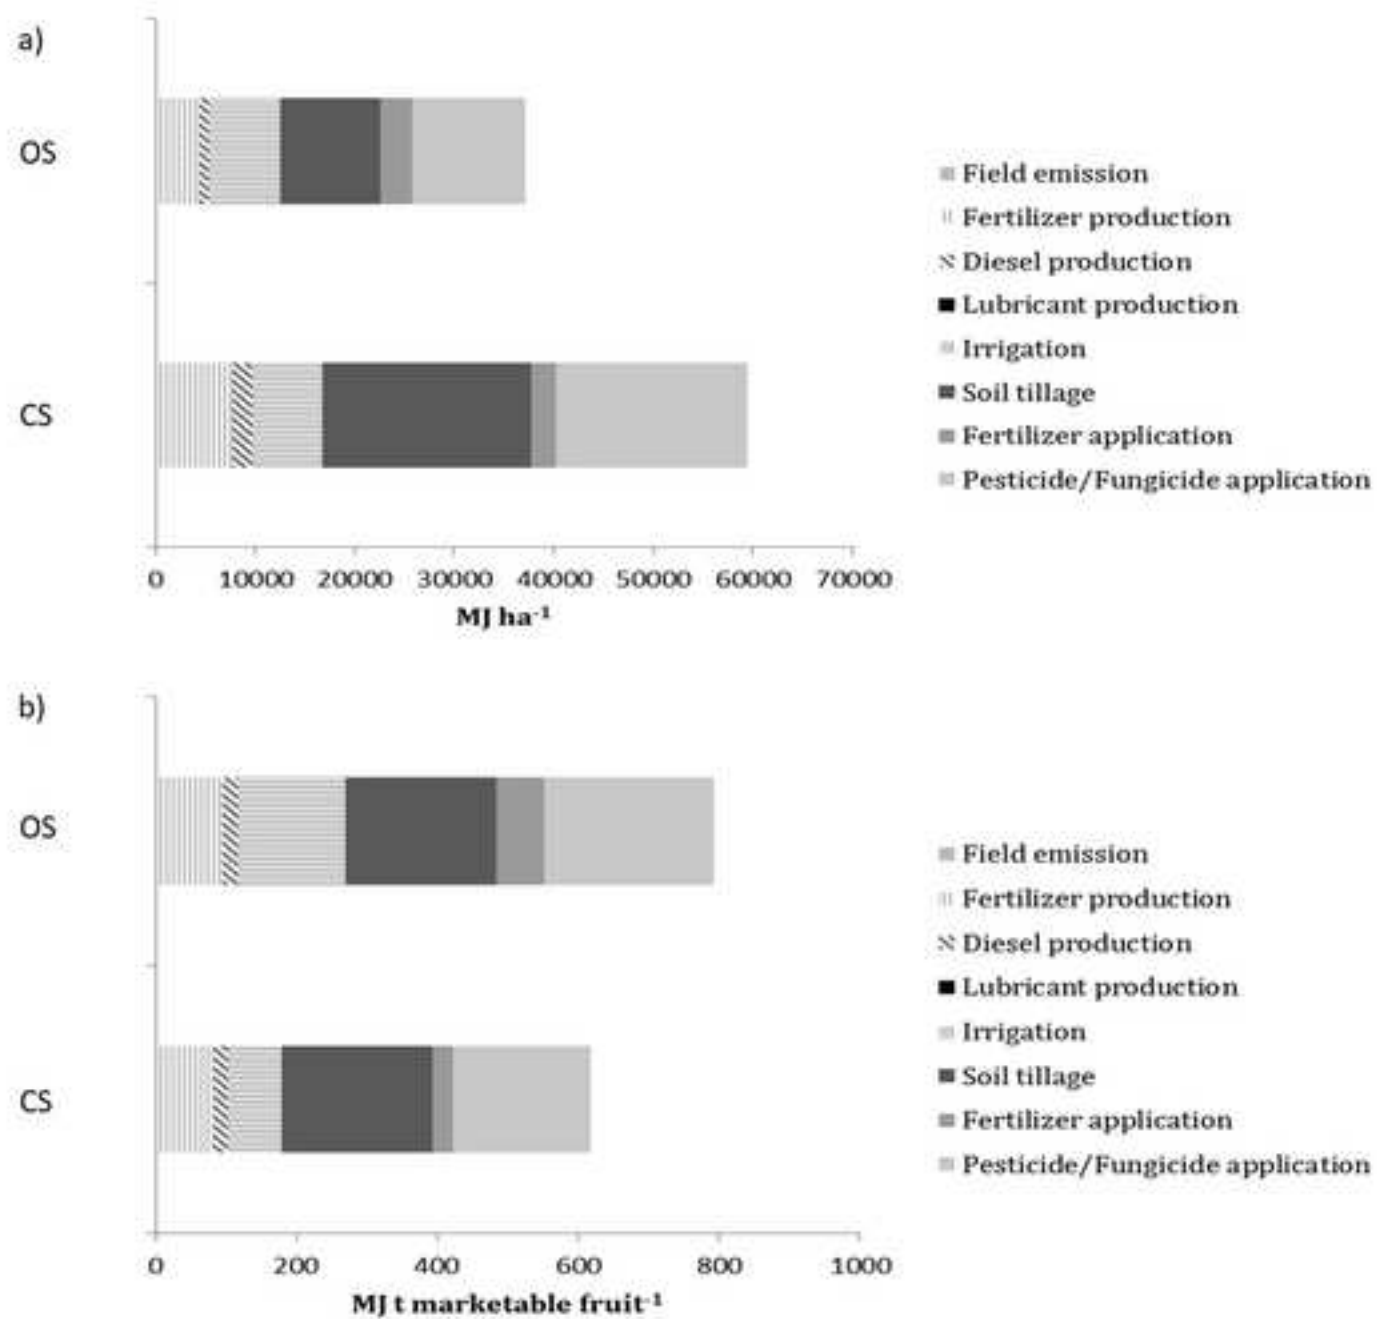 a)
OS
CS
Field emission
Fertilizer production
Diesel production
Lubricant production
Irrigation
Soil tillage
Fertilizer application
Pesticide/Fungicide application
0 10000 20000 30000 40000 50000 60000 70000
MJ ha⁻¹
b)
OS
CS
Field emission
Fertilizer production
Diesel production
Lubricant production
Irrigation
Soil tillage
Fertilizer application
Pesticide/Fungicide application
0 200 400 600 800 1000
MJ t marketable fruit⁻¹